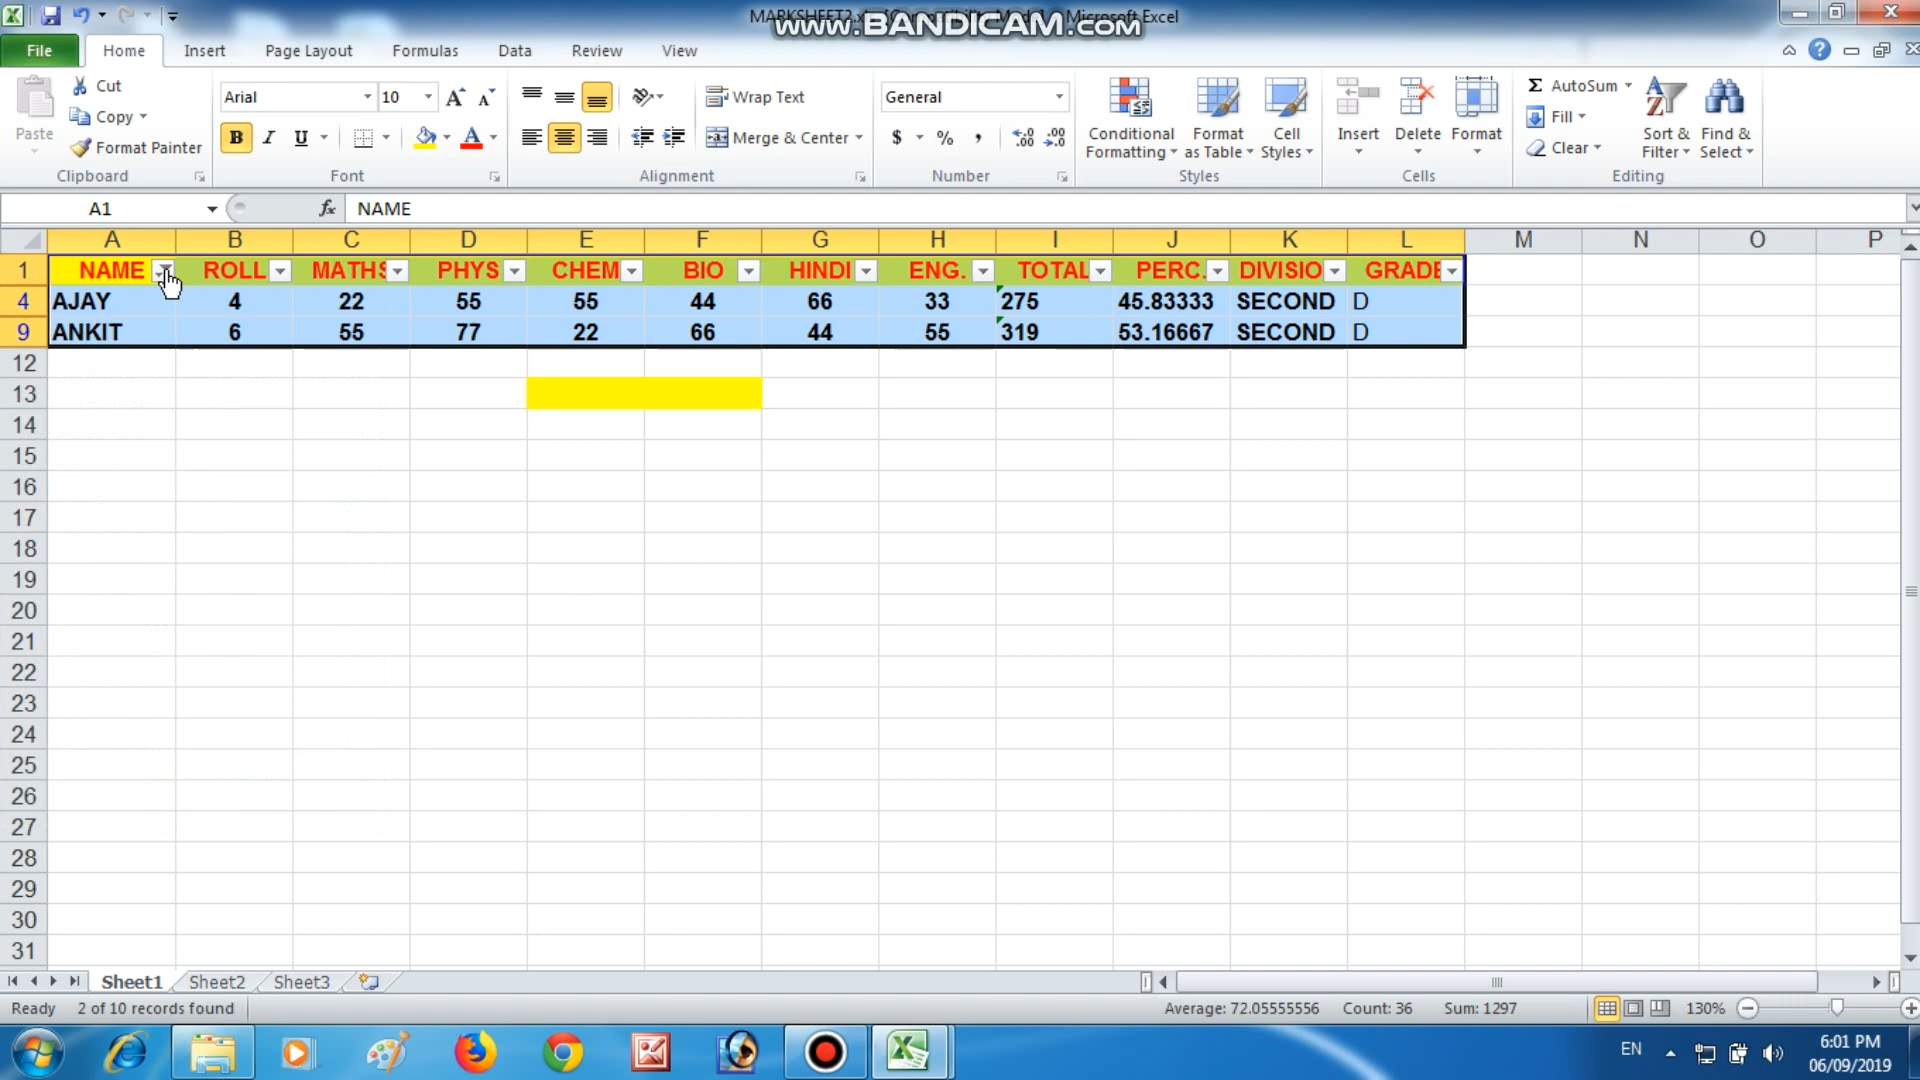 MARKSHEET2.xls [Compatibility Mode] - Microsoft Excel
www.BANDICAM.com
File Home Insert Page Layout Formulas Data Review View
Paste
Cut
Copy
Format Painter
Clipboard
Arial 10
B I U
Font
Wrap Text
Merge & Center
Alignment
General
$ % ,
Number
Conditional Formatting
Format as Table
Cell Styles
Styles
Insert Delete Format
Cells
AutoSum
Fill
Clear
Sort & Filter
Find & Select
Editing
A1 fx NAME
A B C D E F G H I J K L M N O P
1 NAME ROLL MATHS PHYS CHEM BIO HINDI ENG. TOTAL PERC. DIVISIO GRADE
4 AJAY 4 22 55 55 44 66 33 275 45.83333 SECOND D
9 ANKIT 6 55 77 22 66 44 55 319 53.16667 SECOND D
12
13
14
15
16
17
18
19
20
21
22
23
24
25
26
27
28
29
30
31
Sheet1 Sheet2 Sheet3
Ready 2 of 10 records found Average: 72.05555556 Count: 36 Sum: 1297 130%
EN 6:01 PM
06/09/2019